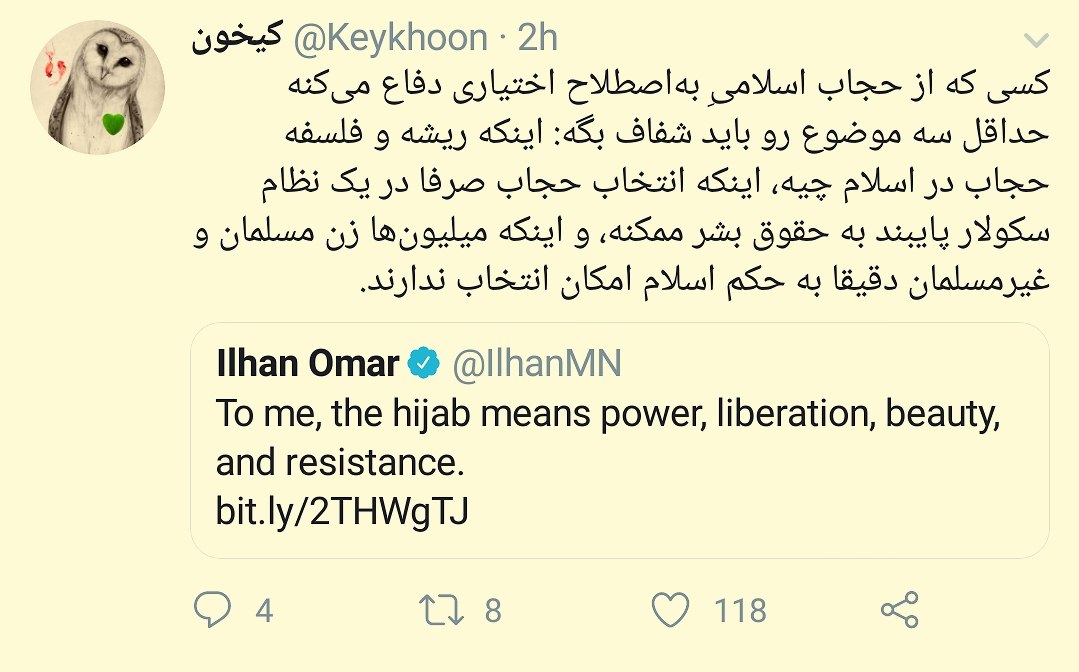 کیخون @Keykhoon · 2h
کسی که از حجاب اسلامیِ به‌اصطلاح اختیاری دفاع می‌کنه
حداقل سه موضوع رو باید شفاف بگه: اینکه ریشه و فلسفه
حجاب در اسلام چیه، اینکه انتخاب حجاب صرفا در یک نظام
سکولار پایبند به حقوق بشر ممکنه، و اینکه میلیون‌ها زن مسلمان و
غیرمسلمان دقیقا به حکم اسلام امکان انتخاب ندارند.
Ilhan Omar @IlhanMN
To me, the hijab means power, liberation, beauty,
and resistance.
bit.ly/2THWgTJ
4 8 118